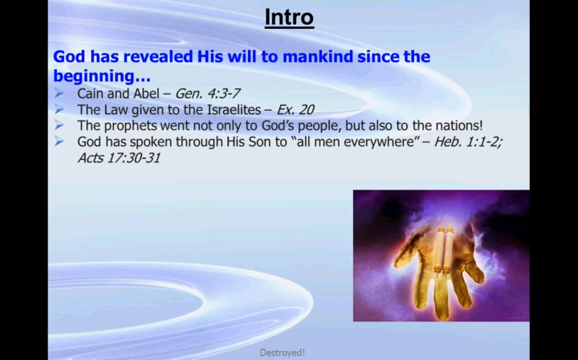 Intro
God has revealed His will to mankind since the
beginning…
Cain and Abel – Gen. 4:3-7
The Law given to the Israelites – Ex. 20
The prophets went not only to God's people, but also to the nations!
God has spoken through His Son to "all men everywhere" – Heb. 1:1-2;
Acts 17:30-31
Destroyed!